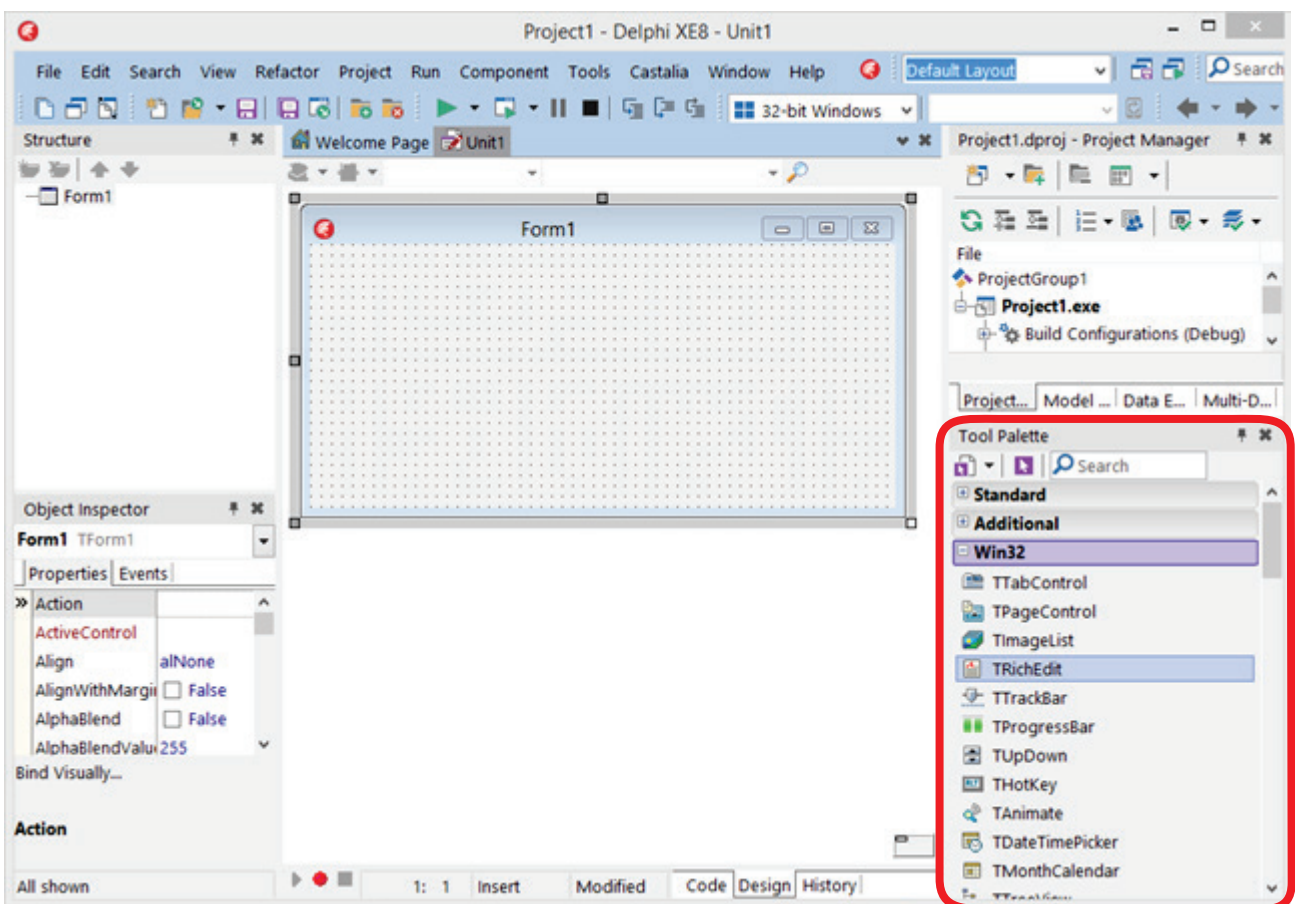 Project1 - Delphi XE8 - Unit1
File Edit Search View Refactor Project Run Component Tools Castalia Window Help Default Layout Search
32-bit Windows
Structure
Form1
Welcome Page Unit1
Form1
Project1.dproj - Project Manager
File
ProjectGroup1
Project1.exe
Build Configurations (Debug)
Project... Model ... Data E... Multi-D...
Object Inspector
Form1 TForm1
Properties Events
Action
ActiveControl
Align alNone
AlignWithMargi False
AlphaBlend False
AlphaBlendValu 255
Bind Visually...
Action
All shown
1: 1 Insert Modified Code Design History
Tool Palette
Search
Standard
Additional
Win32
TTabControl
TPageControl
TImageList
TRichEdit
TTrackBar
TProgressBar
TUpDown
THotKey
TAnimate
TDateTimePicker
TMonthCalendar